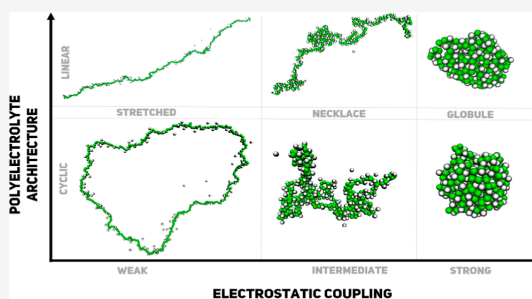 POLYELECTROLYTE
ARCHITECTURE
LINEAR
STRETCHED
NECKLACE
GLOBULE
CYCLIC
WEAK
INTERMEDIATE
STRONG
ELECTROSTATIC COUPLING